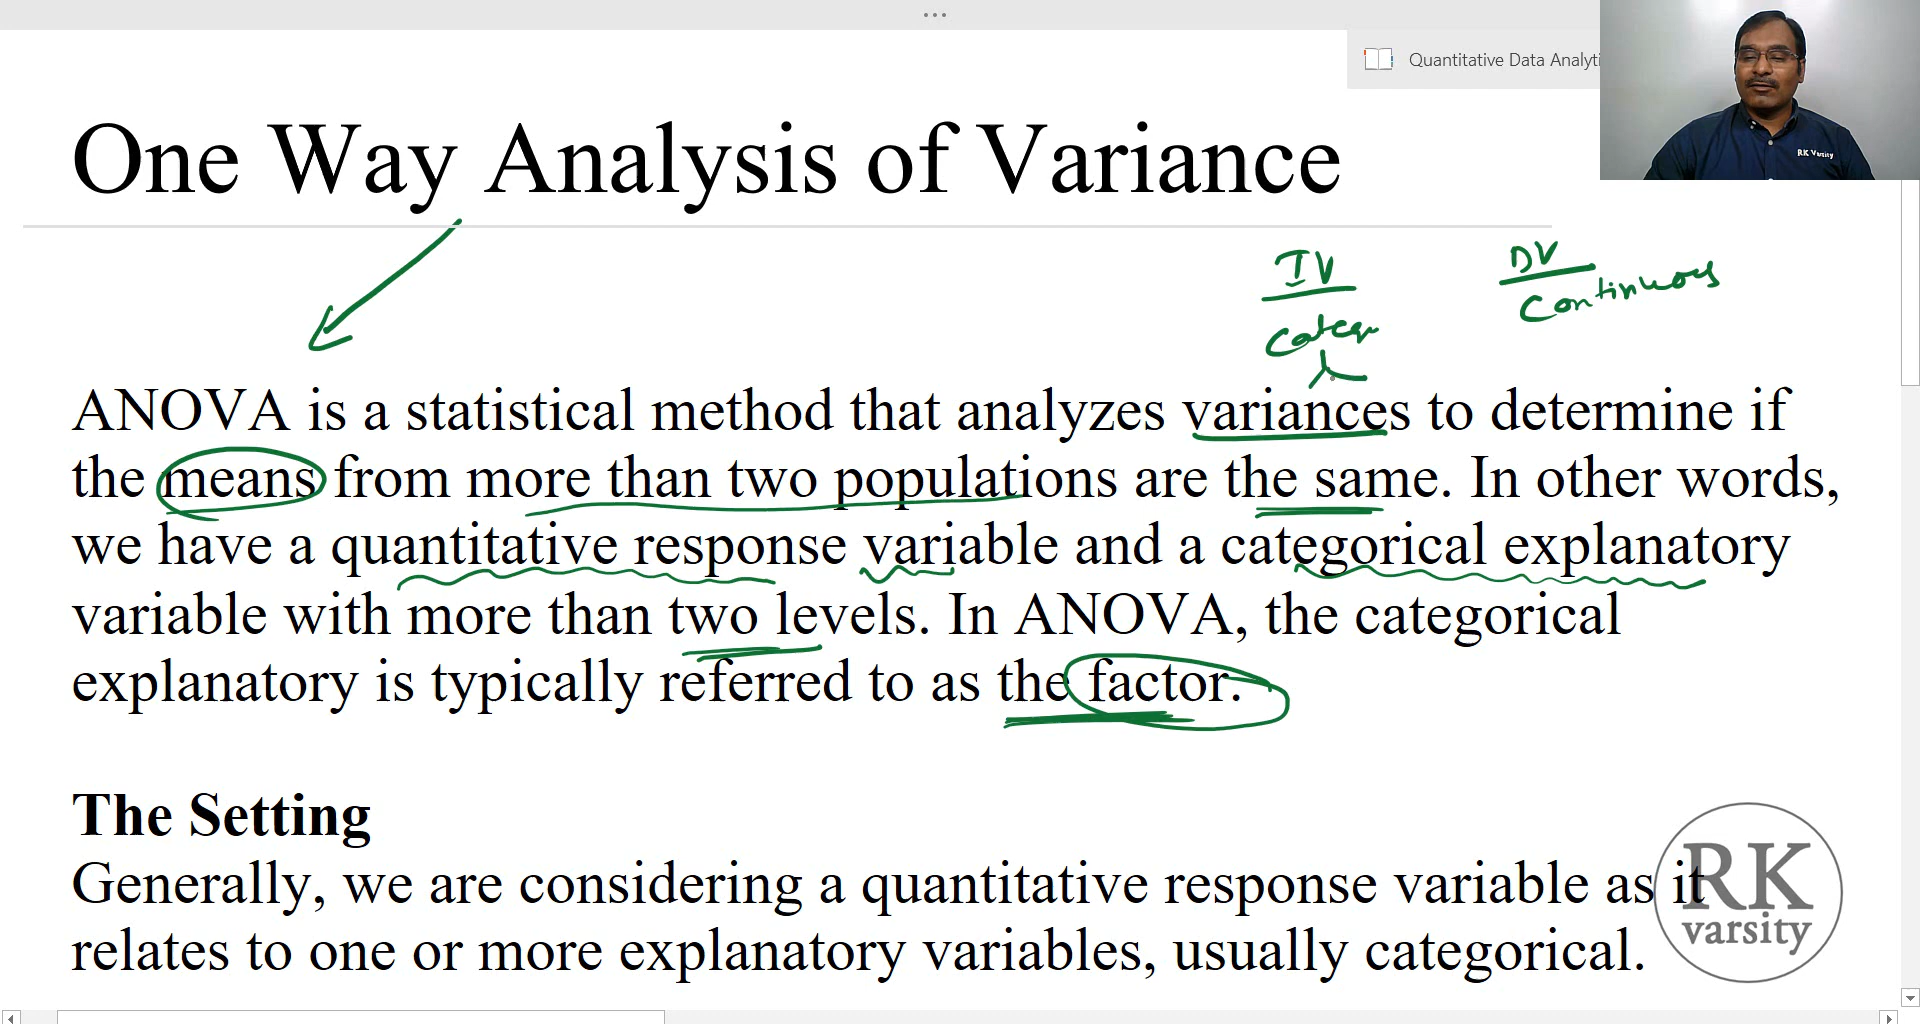 ...
Quantitative Data Analyti
RK Varsity
One Way Analysis of Variance
IV
DV
Categ
Continuous
ANOVA is a statistical method that analyzes variances to determine if
the means from more than two populations are the same. In other words,
we have a quantitative response variable and a categorical explanatory
variable with more than two levels. In ANOVA, the categorical
explanatory is typically referred to as the factor.
The Setting
Generally, we are considering a quantitative response variable as it
relates to one or more explanatory variables, usually categorical.
RK
varsity